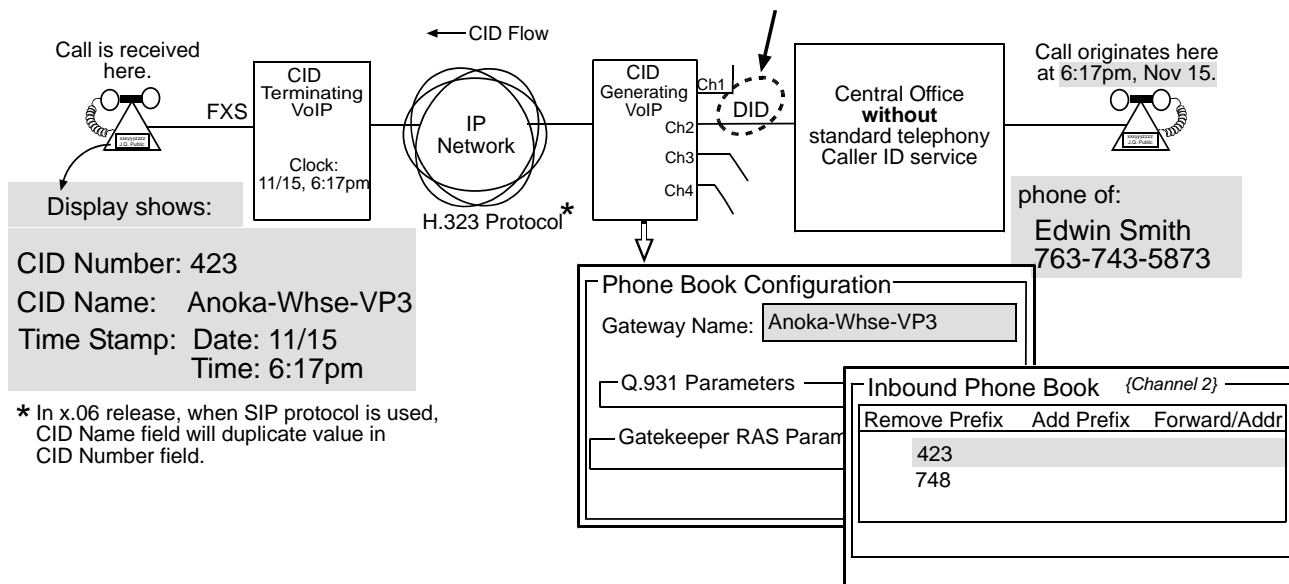 Call is received
here.
FXS
CID
Terminating
VoIP
Clock:
11/15, 6:17pm
CID Flow
IP
Network
H.323 Protocol*
CID
Generating
VoIP
Ch1
Ch2
Ch3
Ch4
DID
Central Office
without
standard telephony
Caller ID service
Call originates here
at 6:17pm, Nov 15.
xxxyyyzzzz
J.Q. Public
xxxyyyzzzz
J.Q. Public
phone of:
Edwin Smith
763-743-5873
Display shows:
CID Number: 423
CID Name: Anoka-Whse-VP3
Time Stamp: Date: 11/15
Time: 6:17pm
* In x.06 release, when SIP protocol is used,
CID Name field will duplicate value in
CID Number field.
Phone Book Configuration
Gateway Name: Anoka-Whse-VP3
Q.931 Parameters
Gatekeeper RAS Param
Inbound Phone Book {Channel 2}
Remove Prefix Add Prefix Forward/Addr
423
748